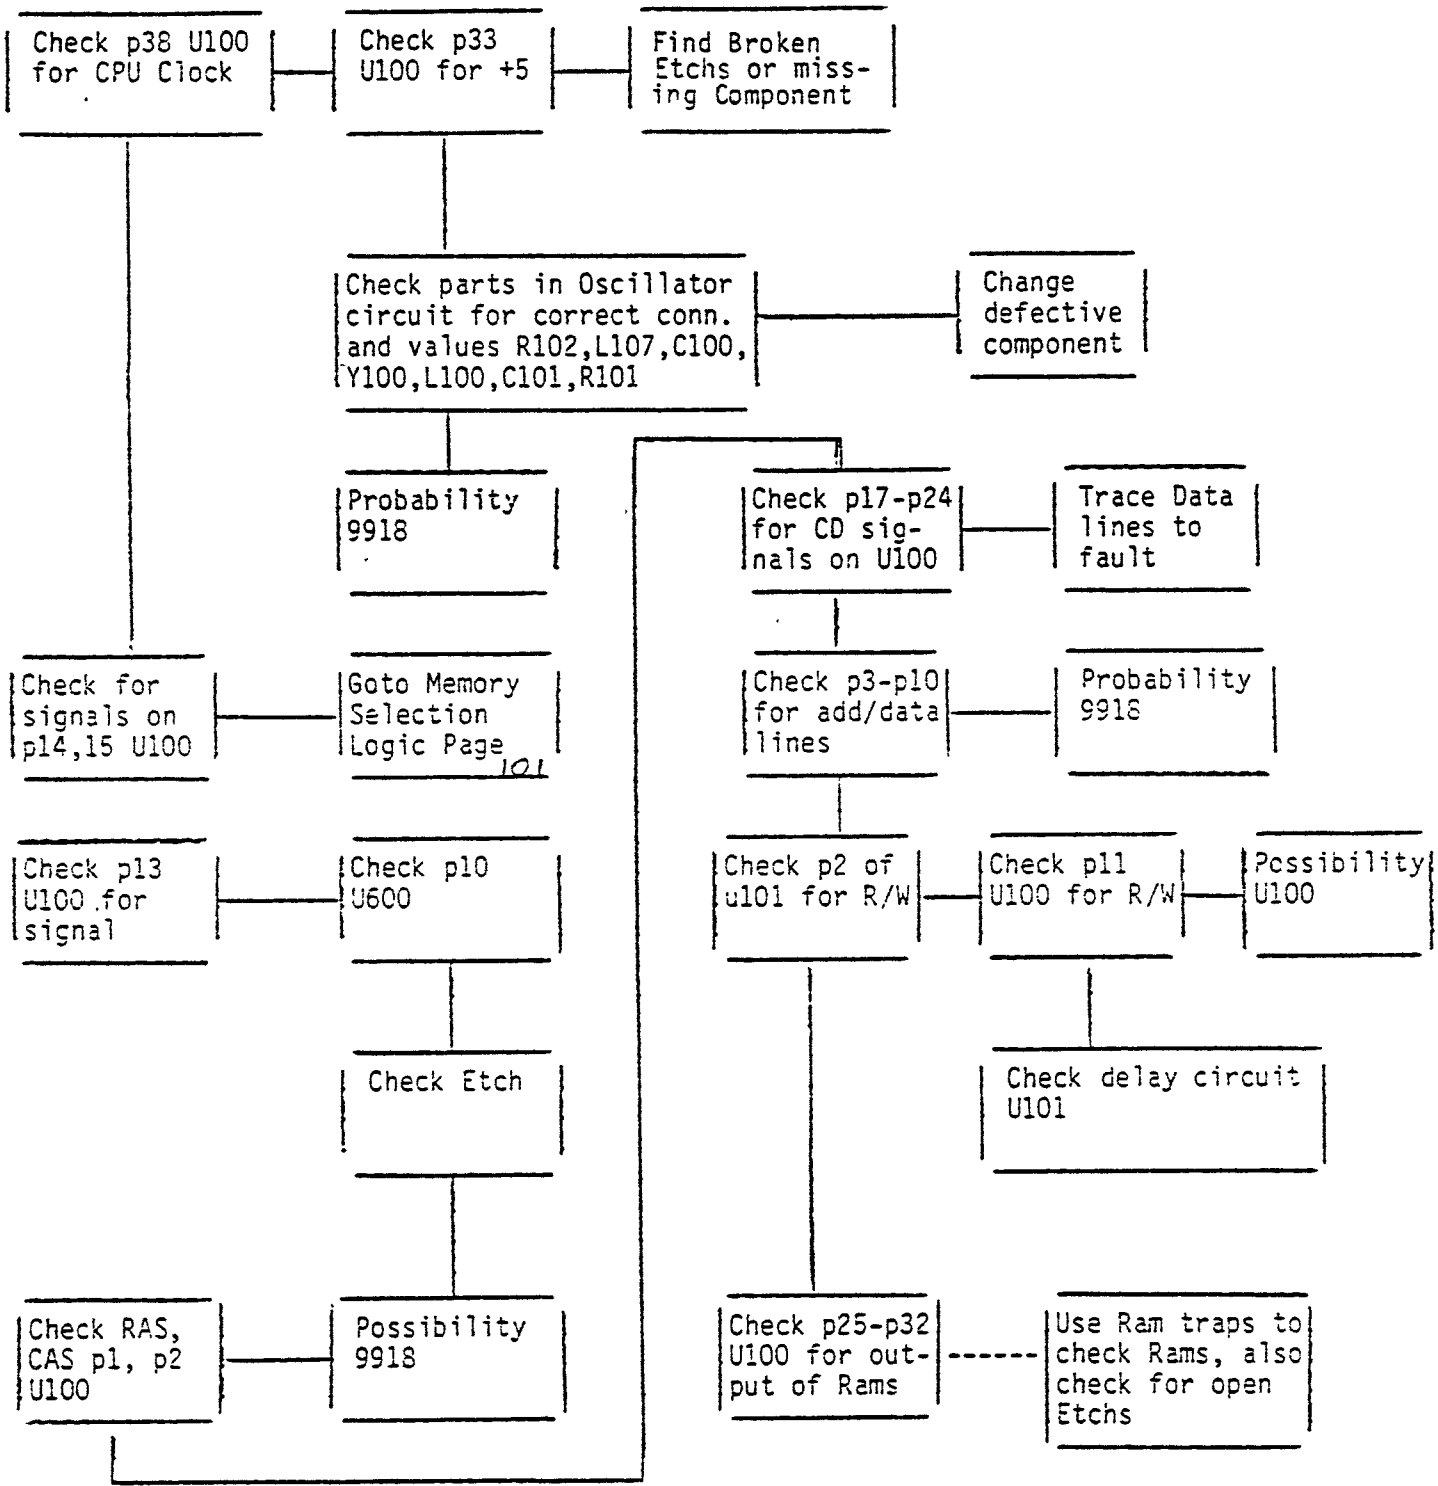 Check p38 U100
for CPU Clock
Check p33
U100 for +5
Find Broken
Etchs or miss-
ing Component
Check parts in Oscillator
circuit for correct conn.
and values R102,L107,C100,
Y100,L100,C101,R101
Change
defective
component
Probability
9918
Check p17-p24
for CD sig-
nals on U100
Trace Data
lines to
fault
Check for
signals on
p14,15 U100
Goto Memory
Selection
Logic Page
101
Check p3-p10
for add/data
lines
Probability
9918
Check p13
U100 for
signal
Check p10
U600
Check p2 of
u101 for R/W
Check p11
U100 for R/W
Possibility
U100
Check Etch
Check delay circuit
U101
Check RAS,
CAS p1, p2
U100
Possibility
9918
Check p25-p32
U100 for out-
put of Rams
Use Ram traps to
check Rams, also
check for open
Etchs